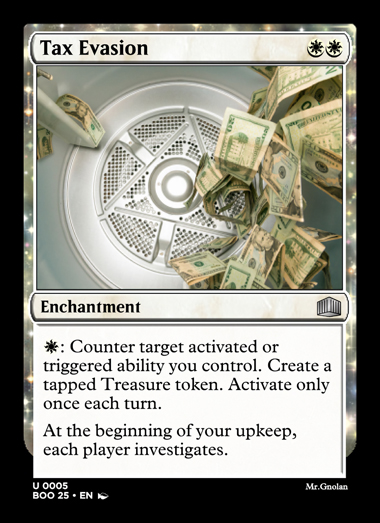 Tax Evasion
Enchantment
: Counter target activated or
triggered ability you control. Create a
tapped Treasure token. Activate only
once each turn.
At the beginning of your upkeep,
each player investigates.
U 0005
BOO 25 • EN
Mr.Gnolan